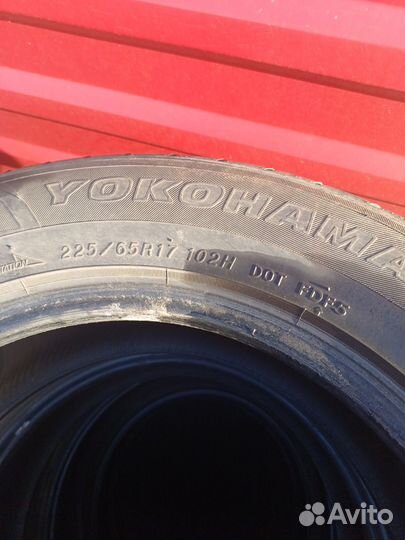 YOKOHAMA
225/65R17 102H DOT FDFS
Avito